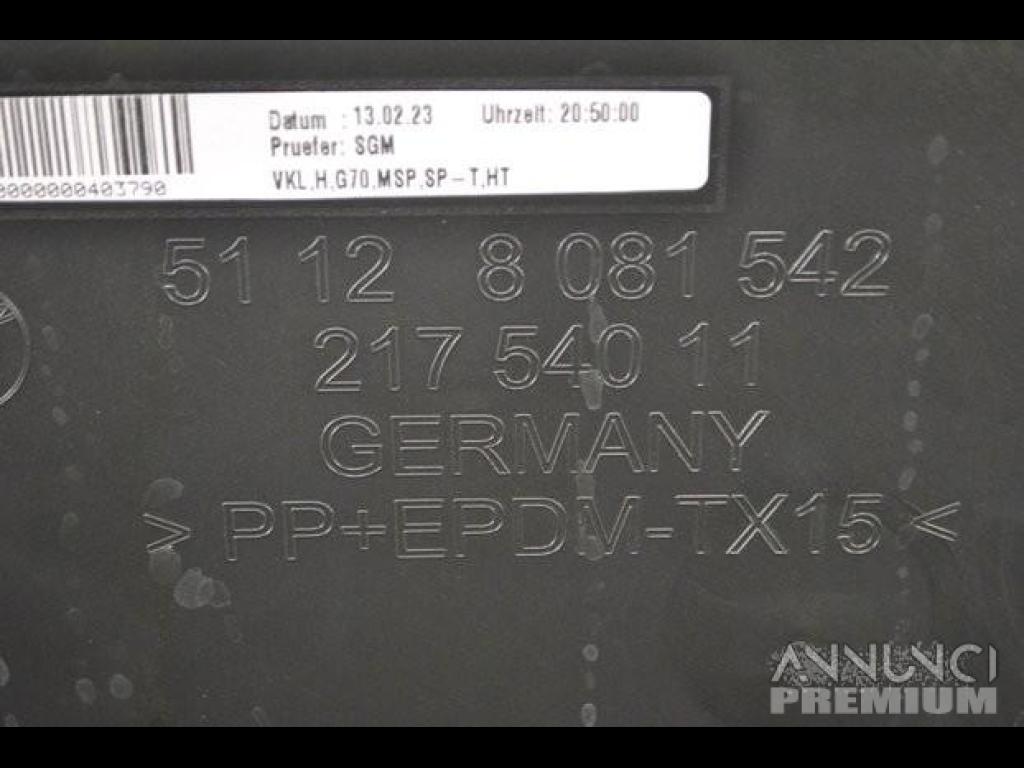 Datum : 13.02.23 Uhrzeit: 20:50:00
Pruefer: SGM
0000000000403790
VKL,H,G70,MSP,SP-T,HT
51 12 8 081 542
217 540 11
GERMANY
> PP+EPDM-TX15 <
ANNUNCI
PREMIUM